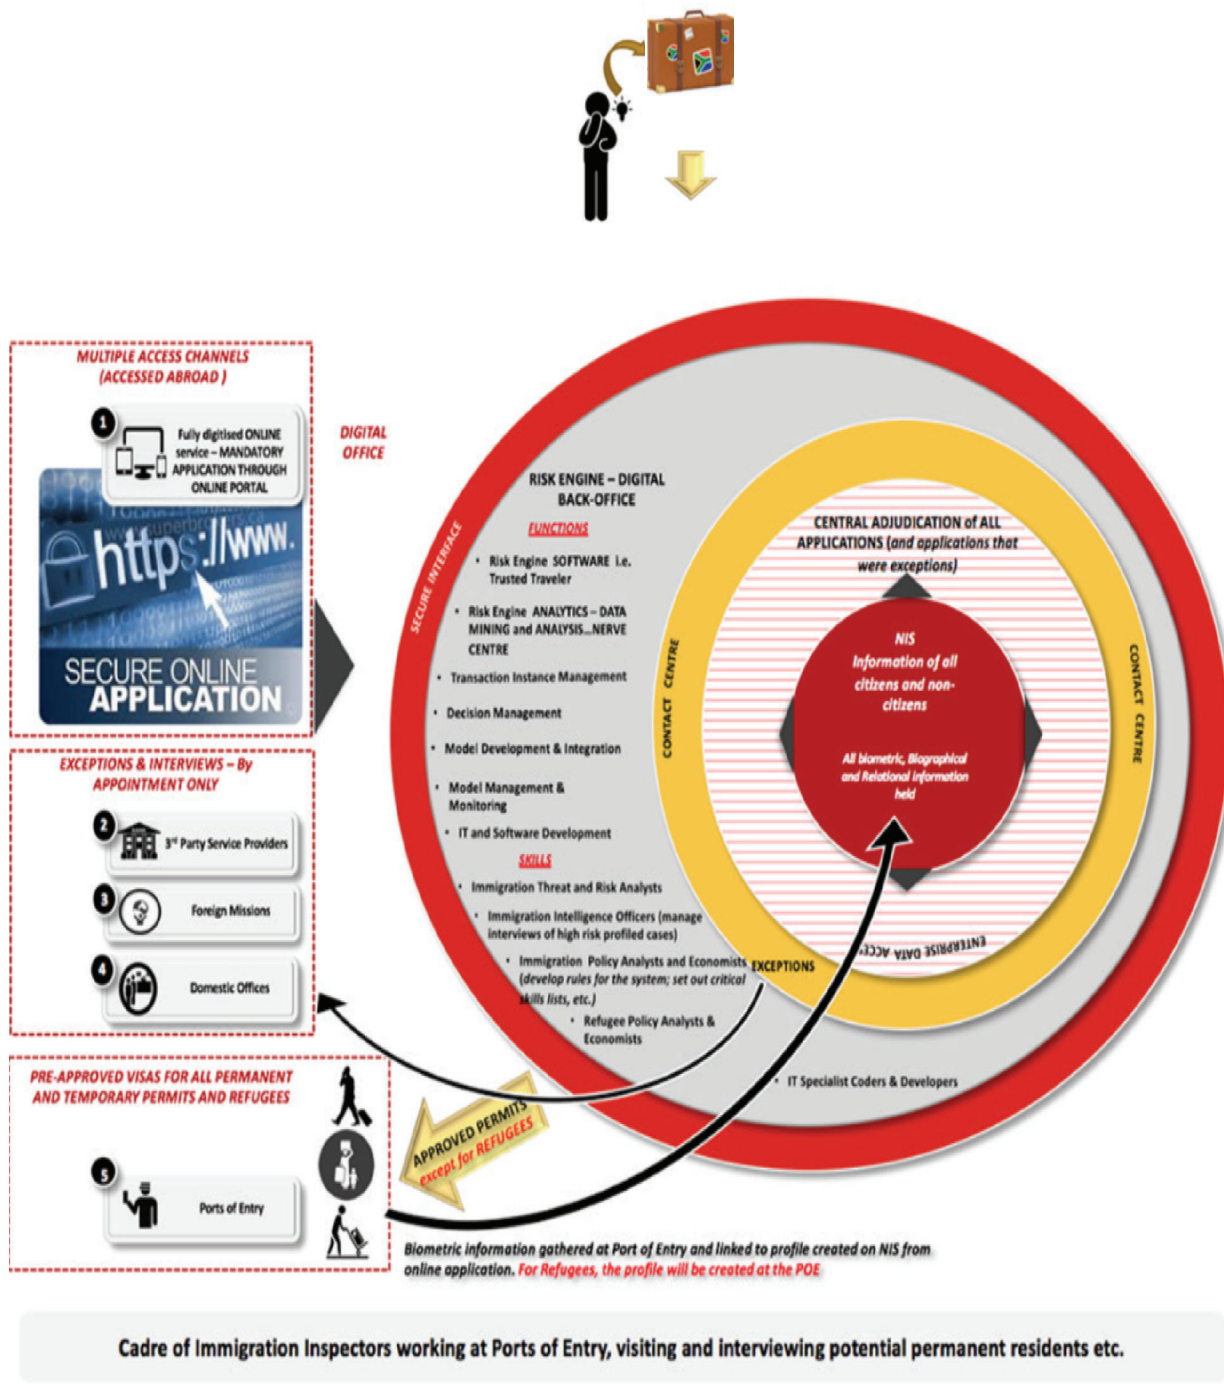 MULTIPLE ACCESS CHANNELS
(ACCESSED ABROAD )
1
Fully digitised ONLINE
service – MANDATORY
APPLICATION THROUGH
ONLINE PORTAL
https://www.
SECURE ONLINE
APPLICATION
DIGITAL
OFFICE
EXCEPTIONS & INTERVIEWS – By
APPOINTMENT ONLY
2
3rd Party Service Providers
3
Foreign Missions
4
Domestic Offices
PRE-APPROVED VISAS FOR ALL PERMANENT
AND TEMPORARY PERMITS AND REFUGEES
5
Ports of Entry
SECURE INTERFACE
RISK ENGINE – DIGITAL
BACK-OFFICE
FUNCTIONS
• Risk Engine SOFTWARE i.e.
Trusted Traveler
• Risk Engine ANALYTICS – DATA
MINING and ANALYSIS...NERVE
CENTRE
• Transaction Instance Management
• Decision Management
• Model Development & Integration
• Model Management &
Monitoring
• IT and Software Development
SKILLS
• Immigration Threat and Risk Analysts
• Immigration Intelligence Officers (manage
interviews of high risk profiled cases)
• Immigration Policy Analysts and Economists
(develop rules for the system; set out critical
skills lists, etc.)
• Refugee Policy Analysts &
Economists
• IT Specialist Coders & Developers
CONTACT CENTRE
CONTACT CENTRE
EXCEPTIONS
CENTRAL ADJUDICATION of ALL
APPLICATIONS (and applications that
were exceptions)
NIS
Information of all
citizens and non-
citizens
All biometric, Biographical
and Relational information
held
ENTERPRISE DATA
APPROVED PERMITS
except for REFUGEES
Biometric information gathered at Port of Entry and linked to profile created on NIS from
online application. For Refugees, the profile will be created at the POE
Cadre of Immigration Inspectors working at Ports of Entry, visiting and interviewing potential permanent residents etc.